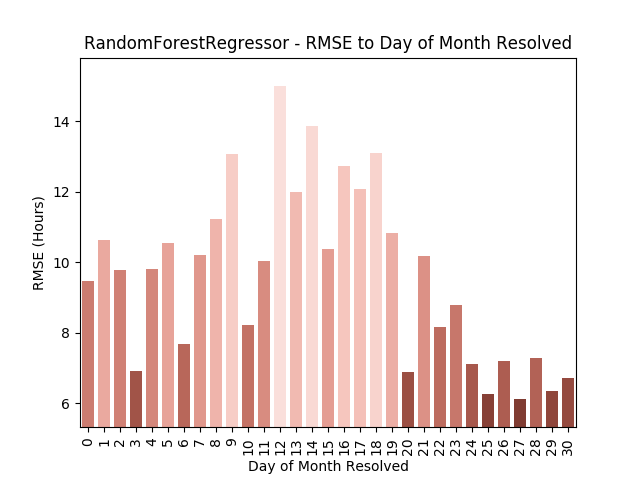 RandomForestRegressor - RMSE to Day of Month Resolved
14
12
10
8
6
RMSE (Hours)
0 1 2 3 4 5 6 7 8 9 10 11 12 13 14 15 16 17 18 19 20 21 22 23 24 25 26 27 28 29 30
Day of Month Resolved